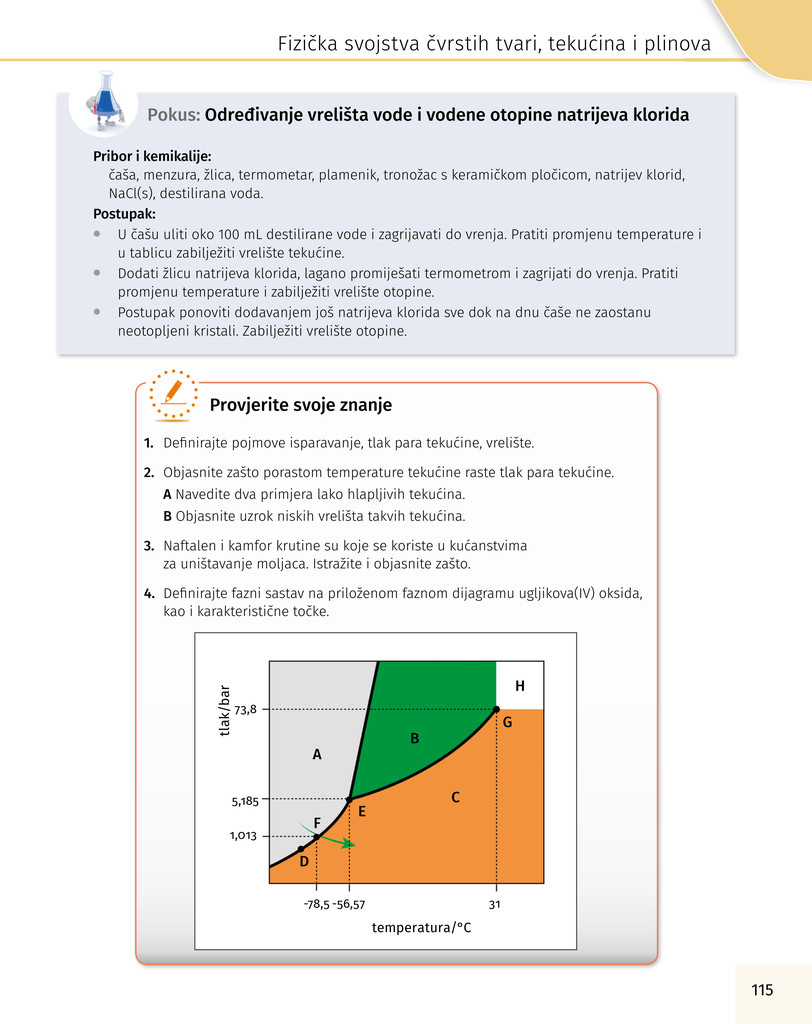 Fizička svojstva čvrstih tvari, tekućina i plinova
Pokus: Određivanje vrelišta vode i vodene otopine natrijeva klorida
Pribor i kemikalije:
čaša, menzura, žlica, termometar, plamenik, tronožac s keramičkom pločicom, natrijev klorid,
NaCl(s), destilirana voda.
Postupak:
• U čašu uliti oko 100 mL destilirane vode i zagrijavati do vrenja. Pratiti promjenu temperature i
u tablicu zabilježiti vrelište tekućine.
• Dodati žlicu natrijeva klorida, lagano promiješati termometrom i zagrijati do vrenja. Pratiti
promjenu temperature i zabilježiti vrelište otopine.
• Postupak ponoviti dodavanjem još natrijeva klorida sve dok na dnu čaše ne zaostanu
neotopljeni kristali. Zabilježiti vrelište otopine.
Provjerite svoje znanje
1. Definirajte pojmove isparavanje, tlak para tekućine, vrelište.
2. Objasnite zašto porastom temperature tekućine raste tlak para tekućine.
A Navedite dva primjera lako hlapljivih tekućina.
B Objasnite uzrok niskih vrelišta takvih tekućina.
3. Naftalen i kamfor krutine su koje se koriste u kućanstvima
za uništavanje moljaca. Istražite i objasnite zašto.
4. Definirajte fazni sastav na priloženom faznom dijagramu ugljikova(IV) oksida,
kao i karakteristične točke.
tlak/bar
73,8
5,185
1,013
A
B
C
D
E
F
G
H
-78,5 -56,57
31
temperatura/°C
115